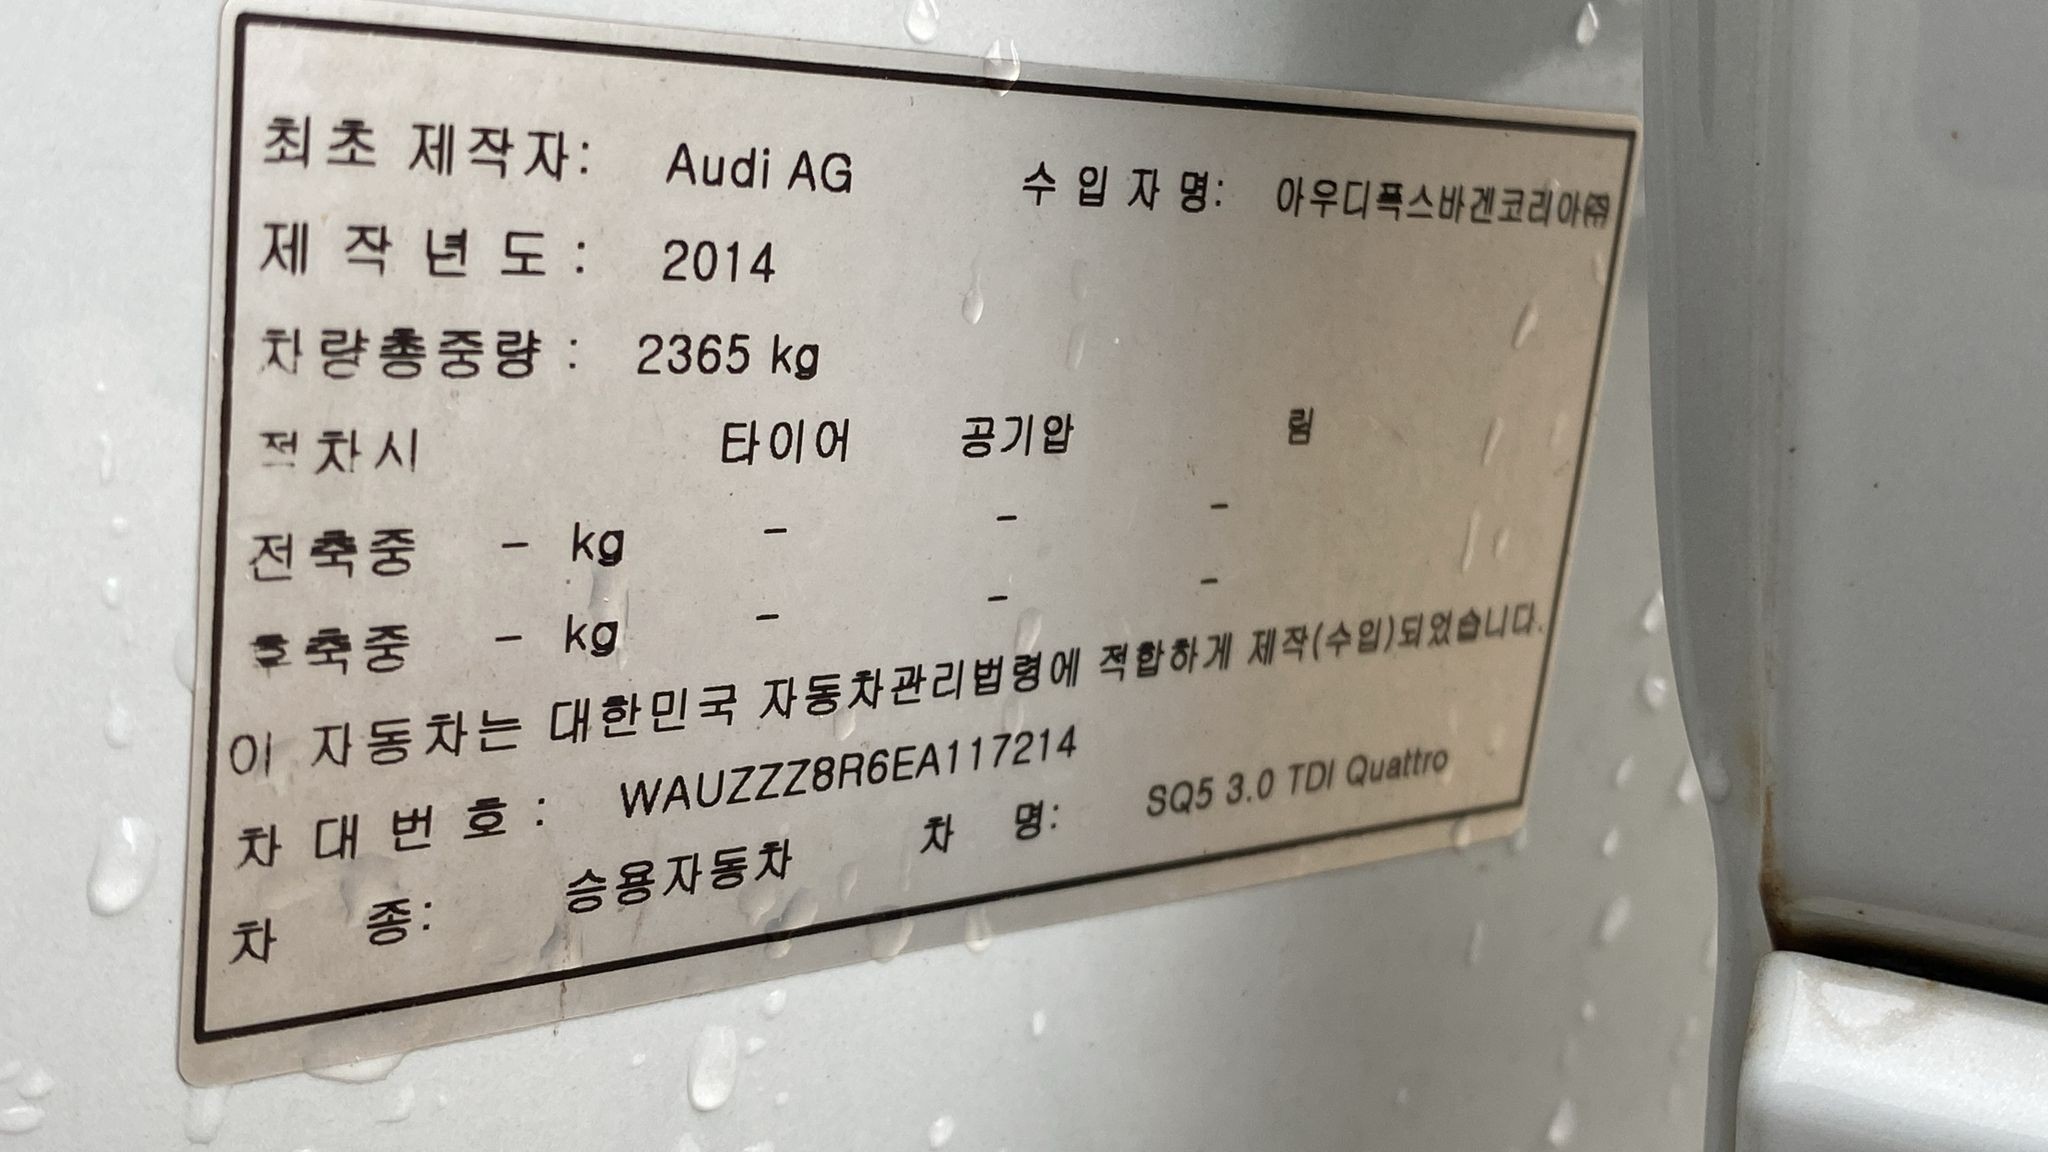 최초 제작자: Audi AG 수입자명: 아우디폭스바겐코리아㈜
제작년도: 2014
차량총중량: 2365 kg
적차시 타이어 공기압 림
전축중 - kg - - -
후축중 - kg - - -
이 자동차는 대한민국 자동차관리법령에 적합하게 제작(수입)되었습니다.
차대번호: WAUZZZ8R6EA117214
차 종: 승용자동차 차 명: SQ5 3.0 TDI Quattro